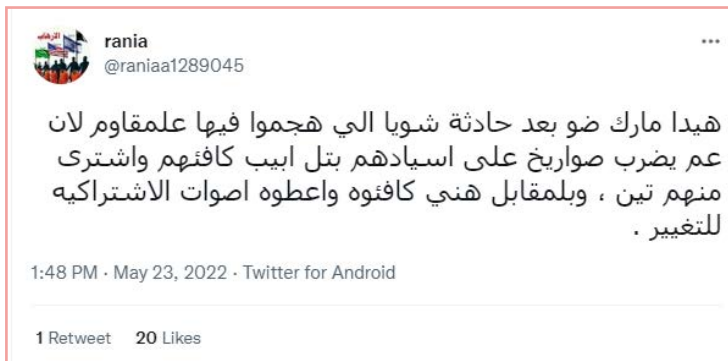 rania
@raniaa1289045
هيدا مارك ضو بعد حادثة شويا الي هجموا فيها علمقاوم لان
عم يضرب صواريخ على اسيادهم بتل ابيب كافئهم واشترى
منهم تين ، وبلمقابل هني كافئوه واعطوه اصوات الاشتراكيه
للتغيير .
1:48 PM · May 23, 2022 · Twitter for Android
1 Retweet 20 Likes